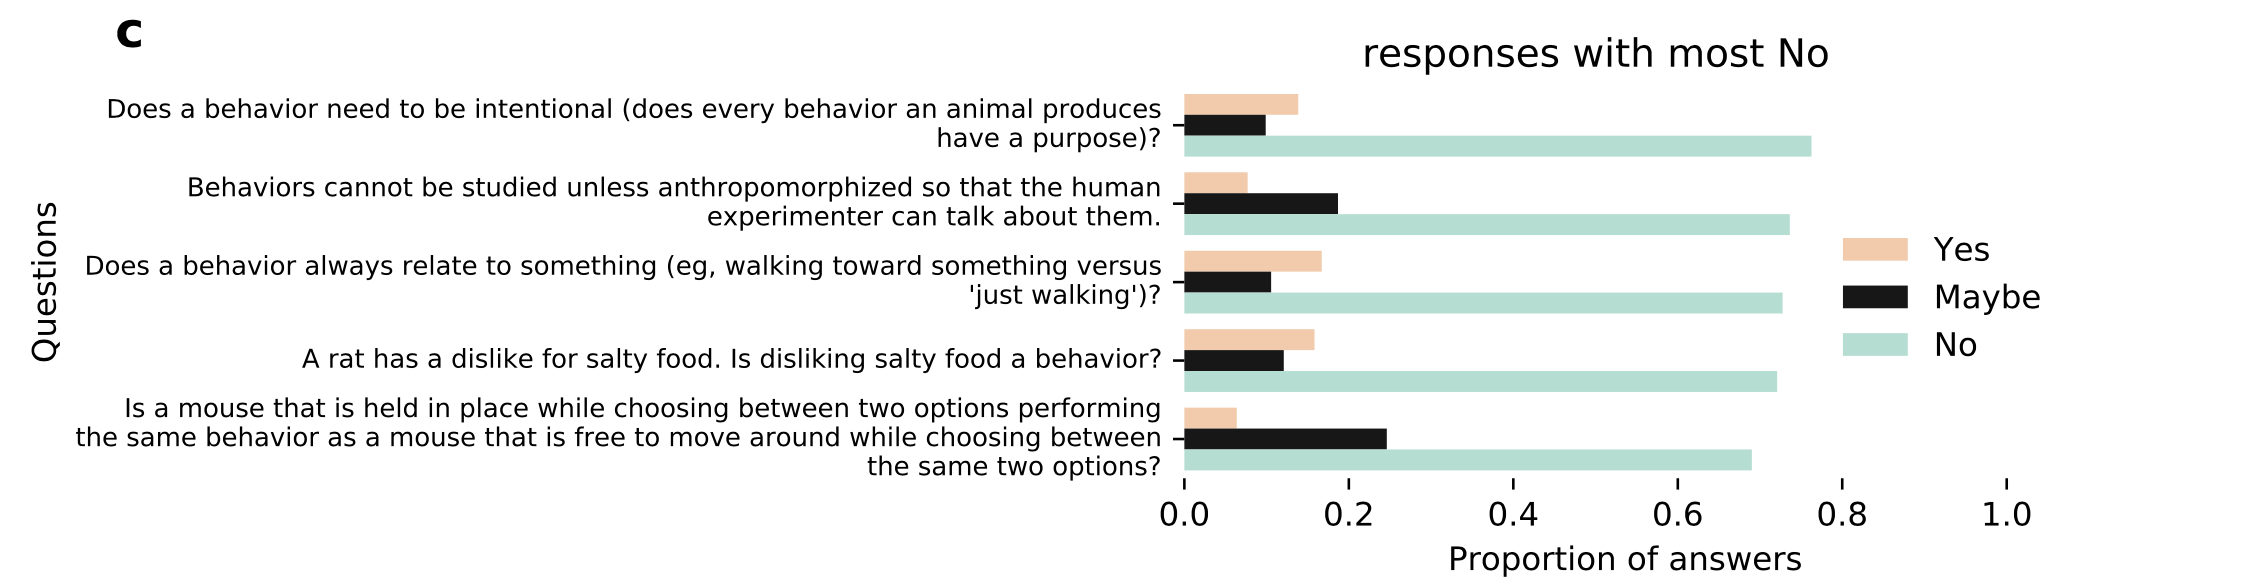 c
responses with most No
Does a behavior need to be intentional (does every behavior an animal produces
have a purpose)?
Behaviors cannot be studied unless anthropomorphized so that the human
experimenter can talk about them.
Does a behavior always relate to something (eg, walking toward something versus
'just walking')?
A rat has a dislike for salty food. Is disliking salty food a behavior?
Is a mouse that is held in place while choosing between two options performing
the same behavior as a mouse that is free to move around while choosing between
the same two options?
Questions
Yes
Maybe
No
0.0 0.2 0.4 0.6 0.8 1.0
Proportion of answers